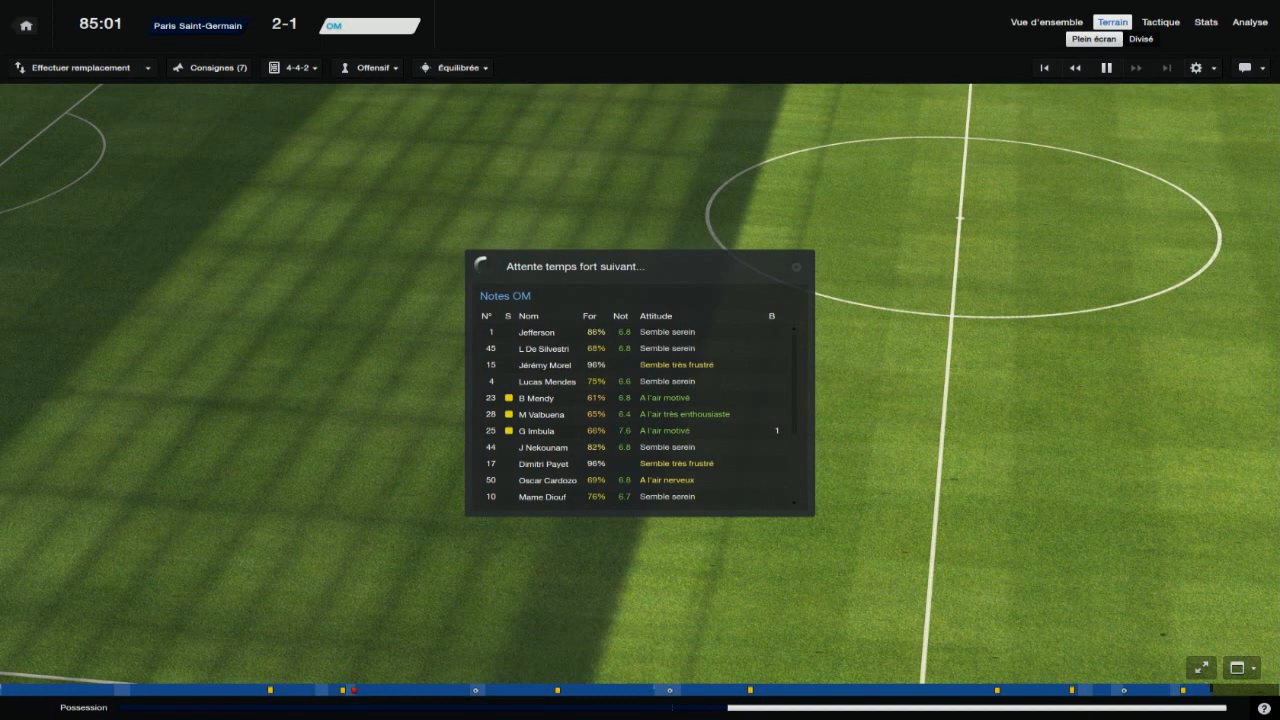 85:01 Paris Saint-Germain 2-1 OM
Vue d'ensemble Terrain Tactique Stats Analyse
Plein écran Divisé
Effectuer remplacement Consignes (7) 4-4-2 Offensif Équilibrée
Attente temps fort suivant...
Notes OM
N° S Nom For Not Attitude B
1 Jefferson 86% 6.8 Semble serein
45 L De Silvestri 68% 6.8 Semble serein
15 Jérémy Morel 96% Semble très frustré
4 Lucas Mendes 75% 6.6 Semble serein
23 B Mendy 61% 6.8 A l'air motivé
28 M Valbuena 65% 6.4 A l'air très enthousiaste
25 G Imbula 66% 7.6 A l'air motivé 1
44 J Nekounam 82% 6.8 Semble serein
17 Dimitri Payet 96% Semble très frustré
50 Oscar Cardozo 69% 6.8 A l'air nerveux
10 Mame Diouf 76% 6.7 Semble serein
Possession
?